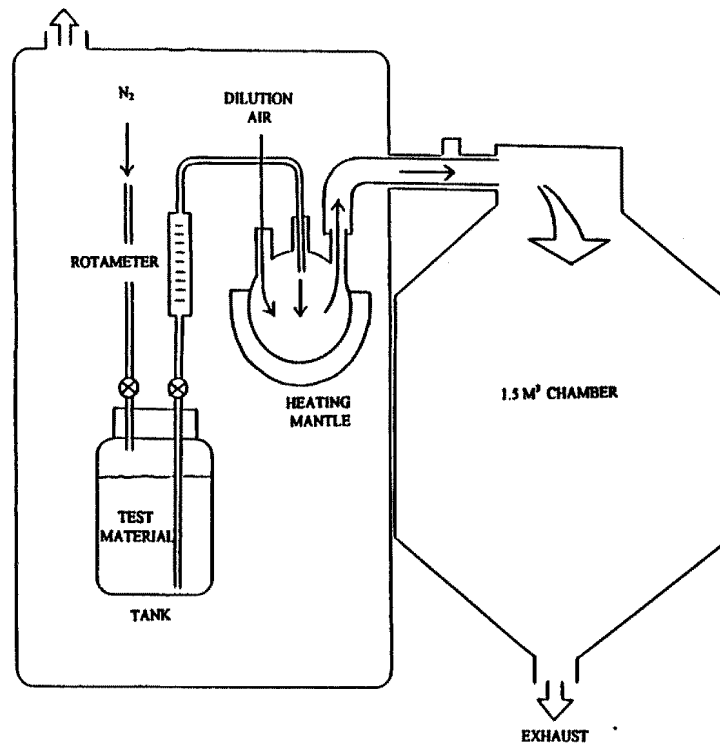 N₂
DILUTION
AIR
ROTAMETER
HEATING
MANTLE
1.5 M³ CHAMBER
TEST
MATERIAL
TANK
EXHAUST